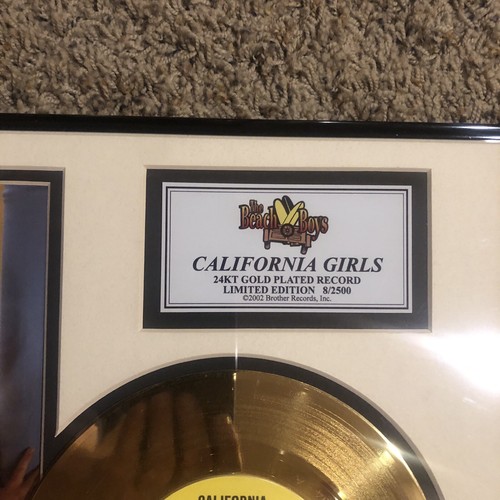 The
Beach Boys
CALIFORNIA GIRLS
24KT GOLD PLATED RECORD
LIMITED EDITION 8/2500
©2002 Brother Records, Inc.
CALIFORNIA